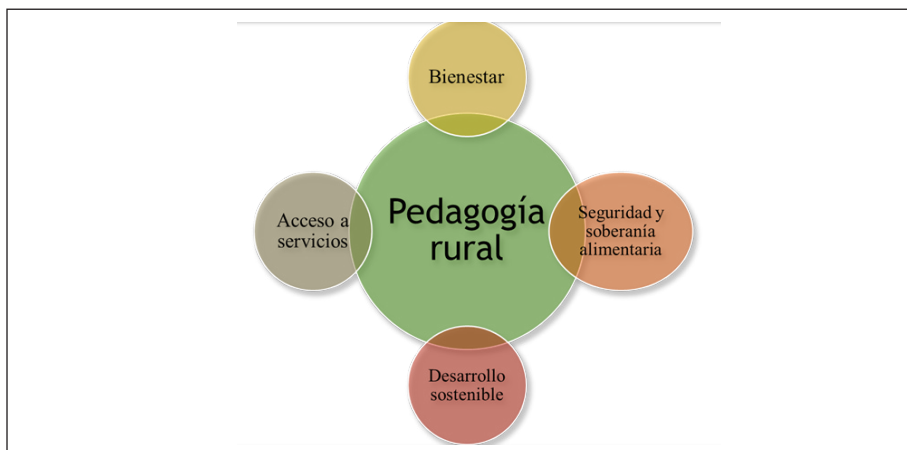 Bienestar
Acceso a
servicios
Pedagogía
rural
Seguridad y
soberanía
alimentaria
Desarrollo
sostenible